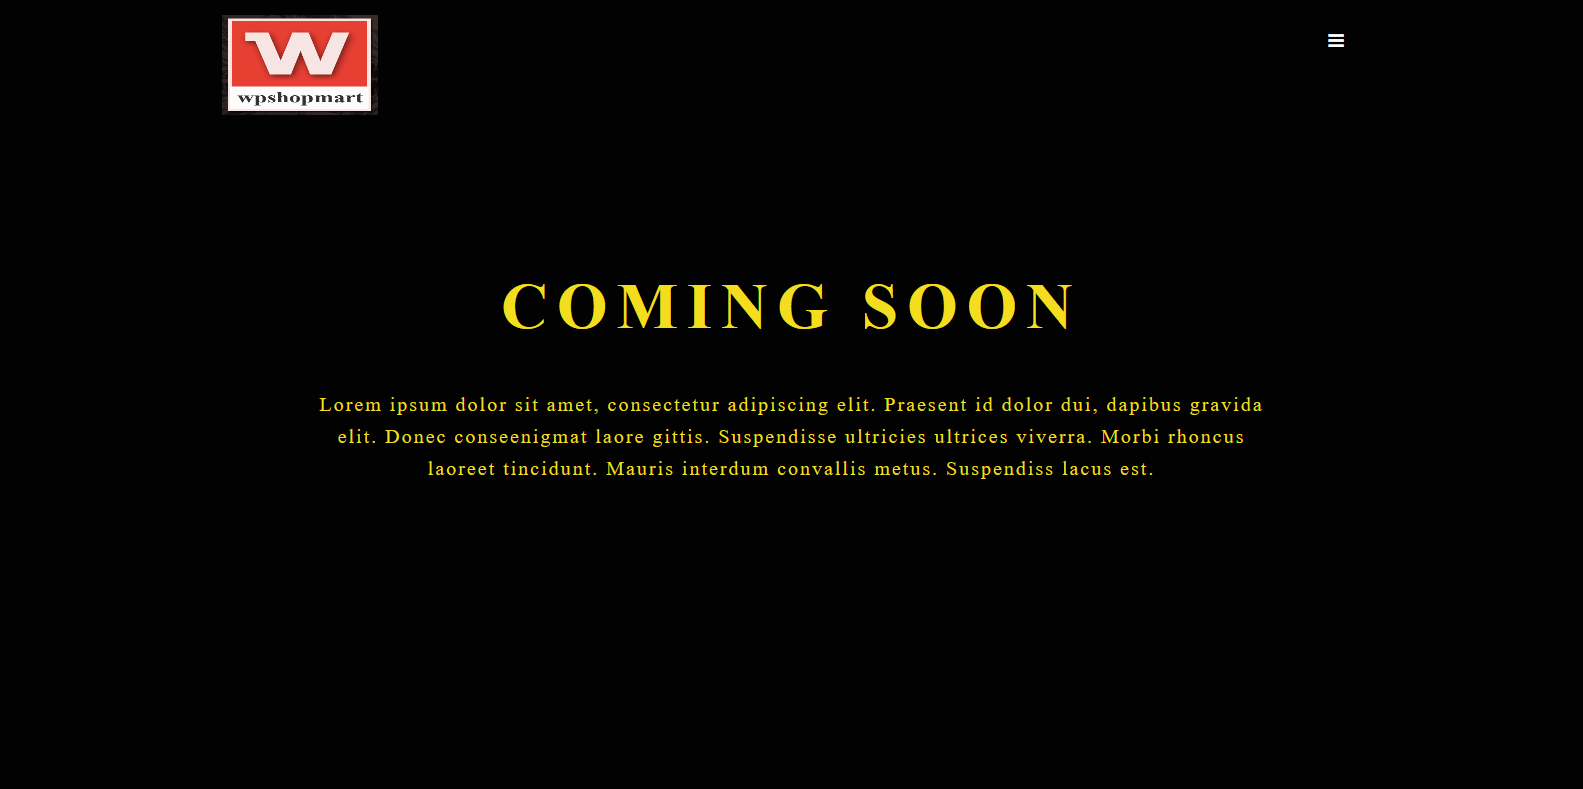 W
wpshopmart
COMING SOON
Lorem ipsum dolor sit amet, consectetur adipiscing elit. Praesent id dolor dui, dapibus gravida
elit. Donec conseenigmat laore gittis. Suspendisse ultricies ultrices viverra. Morbi rhoncus
laoreet tincidunt. Mauris interdum convallis metus. Suspendiss lacus est.